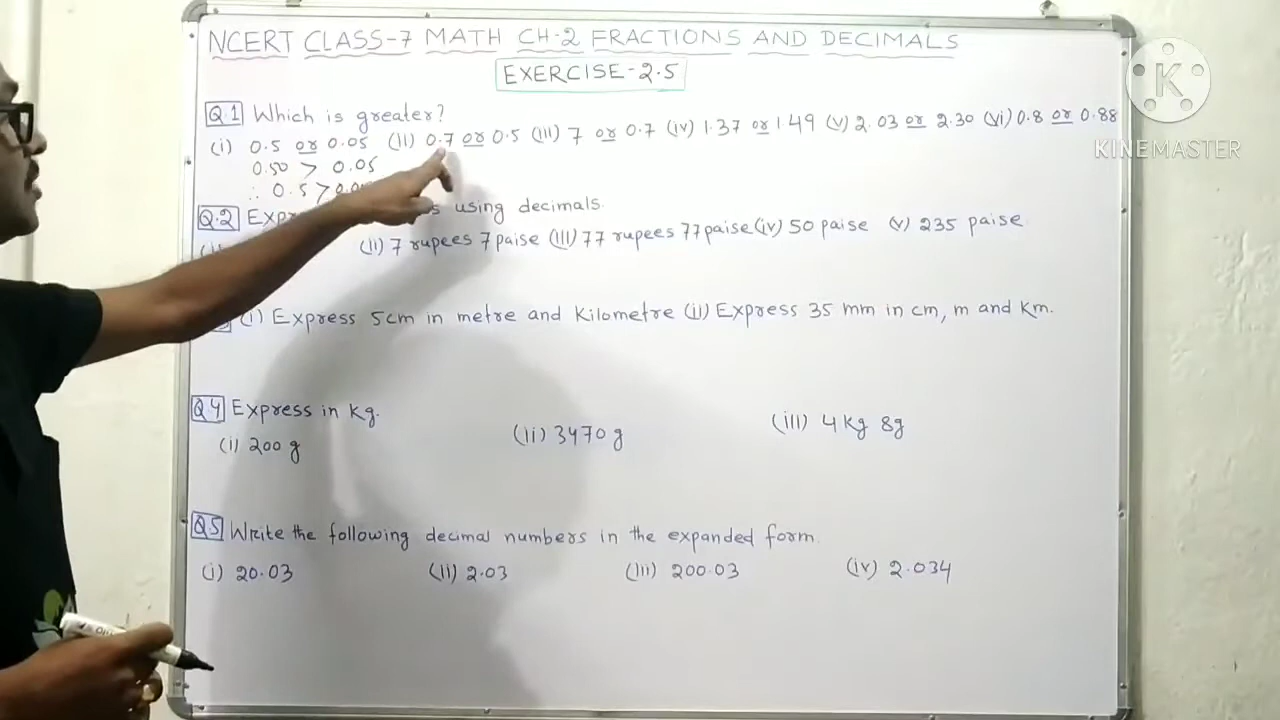 NCERT CLASS-7 MATH CH-2 FRACTIONS AND DECIMALS
EXERCISE-2.5
Q.1 Which is greater?
(i) 0.5 or 0.05 (ii) 0.7 or 0.5 (iii) 7 or 0.7 (iv) 1.37 or 1.49 (v) 2.03 or 2.30 (vi) 0.8 or 0.88
0.50 > 0.05
∴ 0.5 >
Q.2 using decimals.
(ii) 7 rupees 7 paise (iii) 77 rupees 77 paise (iv) 50 paise (v) 235 paise
(i) Express 5cm in metre and Kilometre (ii) Express 35 mm in cm, m and Km.
Q4 Express in Kg.
(i) 200 g (ii) 3470 g (iii) 4 Kg 8g
Q5 Write the following decimal numbers in the expanded form.
(i) 20.03 (ii) 2.03 (iii) 200.03 (iv) 2.034
K
KINEMASTER